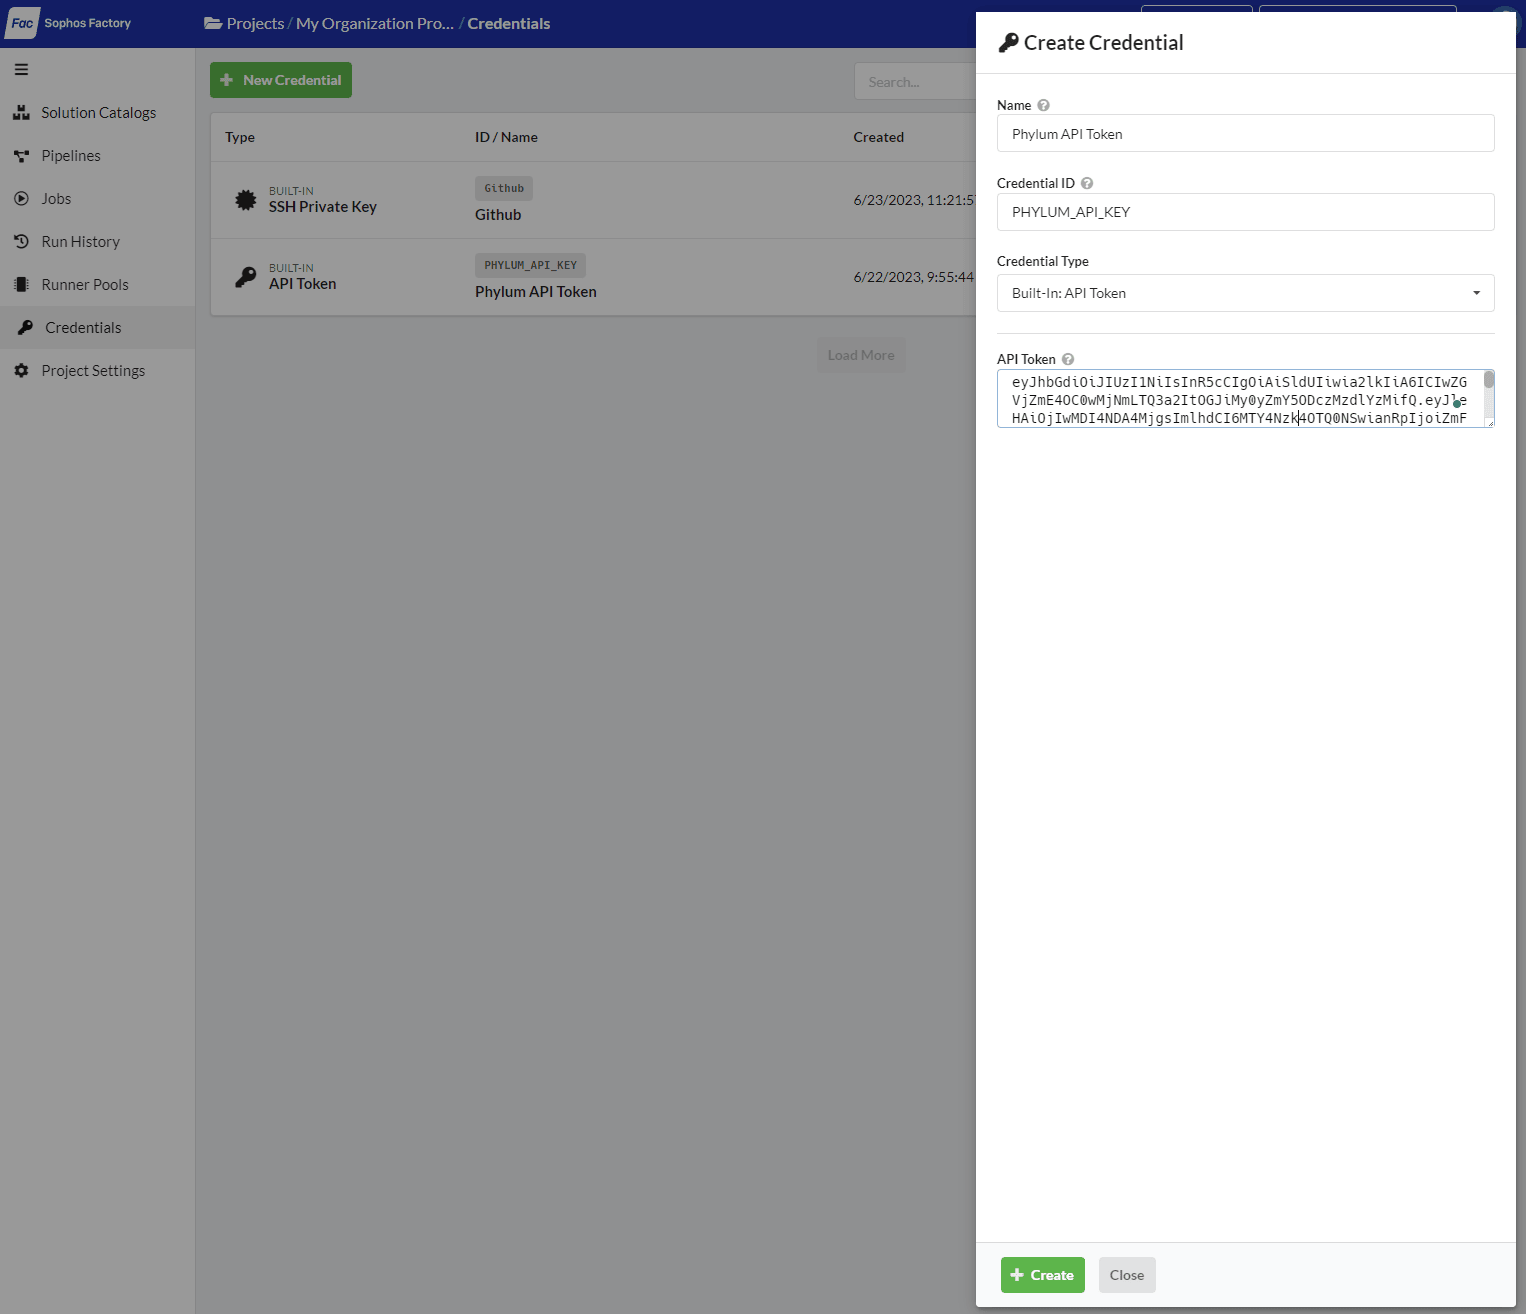 Fac Sophos Factory
Projects / My Organization Pro... / Credentials
Solution Catalogs
Pipelines
Jobs
Run History
Runner Pools
Credentials
Project Settings
New Credential
Search...
Type ID / Name Created
BUILT-IN
SSH Private Key
Github
Github
6/23/2023, 11:21:5
BUILT-IN
API Token
PHYLUM_API_KEY
Phylum API Token
6/22/2023, 9:55:44
Load More
Create Credential
Name
Phylum API Token
Credential ID
PHYLUM_API_KEY
Credential Type
Built-In: API Token
API Token
eyJhbGdiOiJIUzI1NiIsInR5cCIgOiAiSldUIiwia2lkIiA6ICIwZG
VjZmE4OC0wMjNmLTQ3a2ItOGJiMy0yZmY5ODczMzdlYzMifQ.eyJle
HAiOjIwMDI4NDA4MjgsImlhdCI6MTY4Nzk4OTQ0NSwianRpIjoiZmF
Create
Close